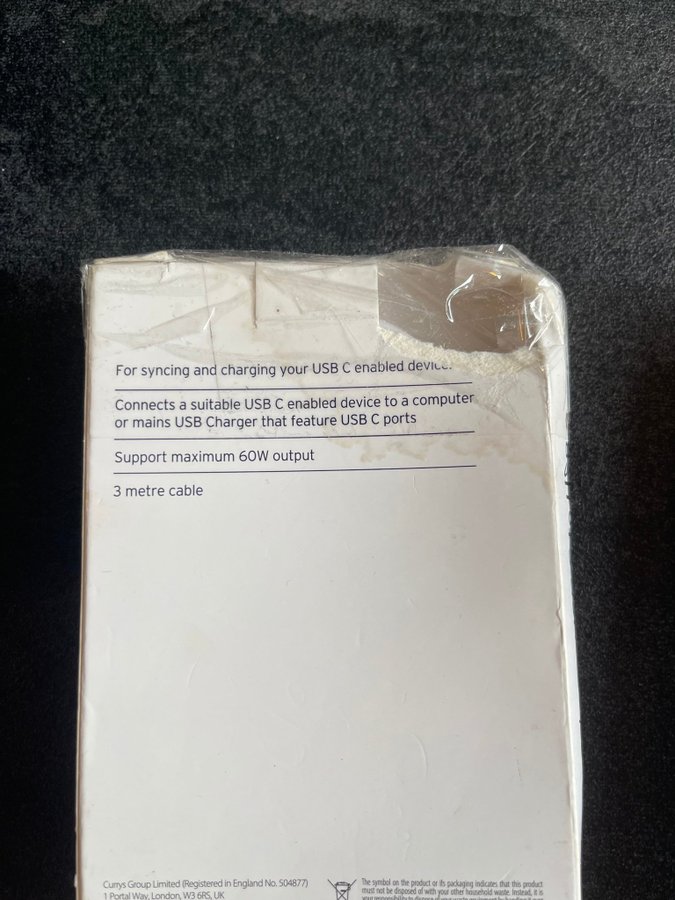 For syncing and charging your USB C enabled device.
Connects a suitable USB C enabled device to a computer
or mains USB Charger that feature USB C ports
Support maximum 60W output
3 metre cable
Currys Group Limited (Registered in England No. 504877)
1 Portal Way, London, W3 6RS, UK
The symbol on the product or its packaging indicates that this product
must not be disposed of with your other household waste. Instead, it is